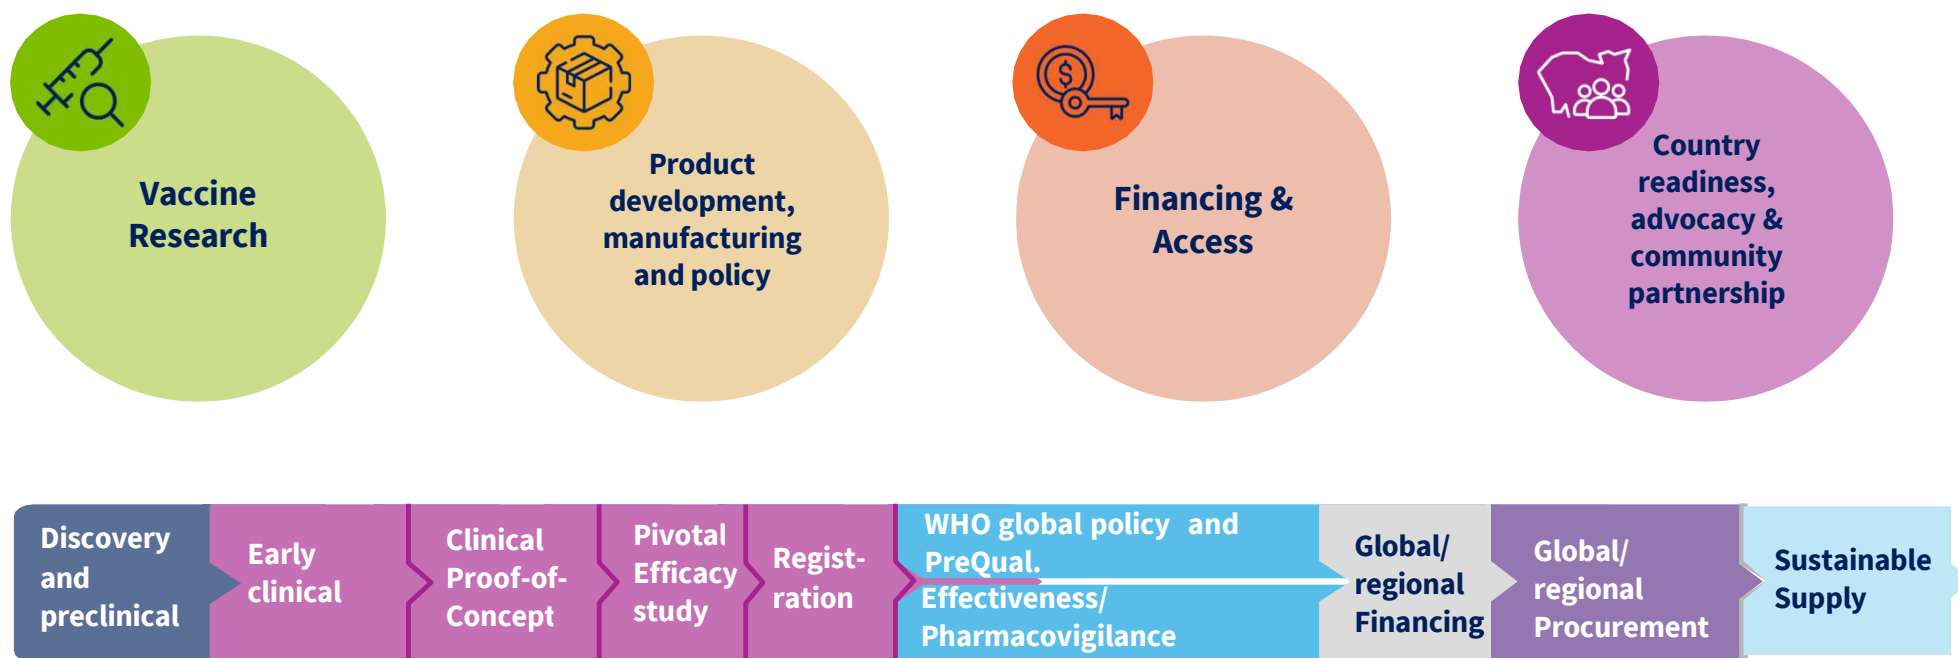 Vaccine
Research
Product
development,
manufacturing
and policy
$
Financing &
Access
Country
readiness,
advocacy &
community
partnership
Discovery
and
preclinical
Early
clinical
Clinical
Proof-of-
Concept
Pivotal
Efficacy
study
Regist-
ration
WHO global policy and
PreQual.
Effectiveness/
Pharmacovigilance
Global/
regional
Financing
Global/
regional
Procurement
Sustainable
Supply